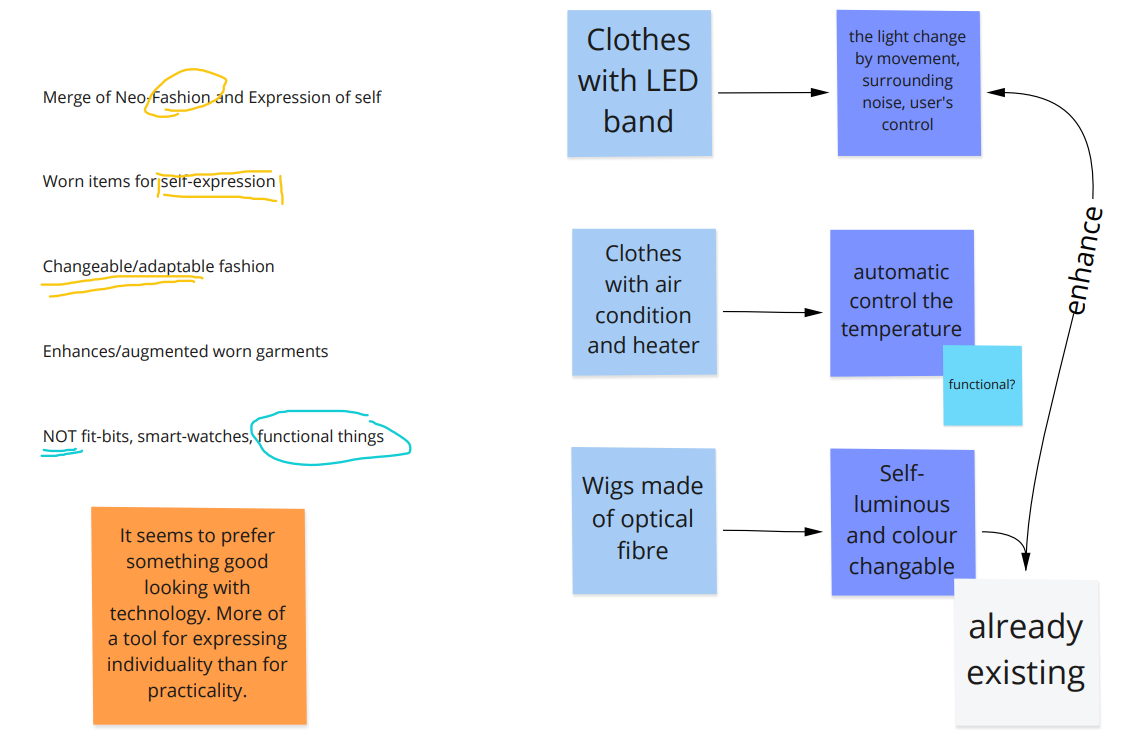 Merge of Neo-Fashion and Expression of self
Worn items for self-expression
Changeable/adaptable fashion
Enhances/augmented worn garments
NOT fit-bits, smart-watches, functional things
It seems to prefer
something good
looking with
technology. More of
a tool for expressing
individuality than for
practicality.
Clothes
with LED
band
the light change
by movement,
surrounding
noise, user's
control
Clothes
with air
condition
and heater
automatic
control the
temperature
functional?
enhance
Wigs made
of optical
fibre
Self-
luminous
and colour
changable
already
existing